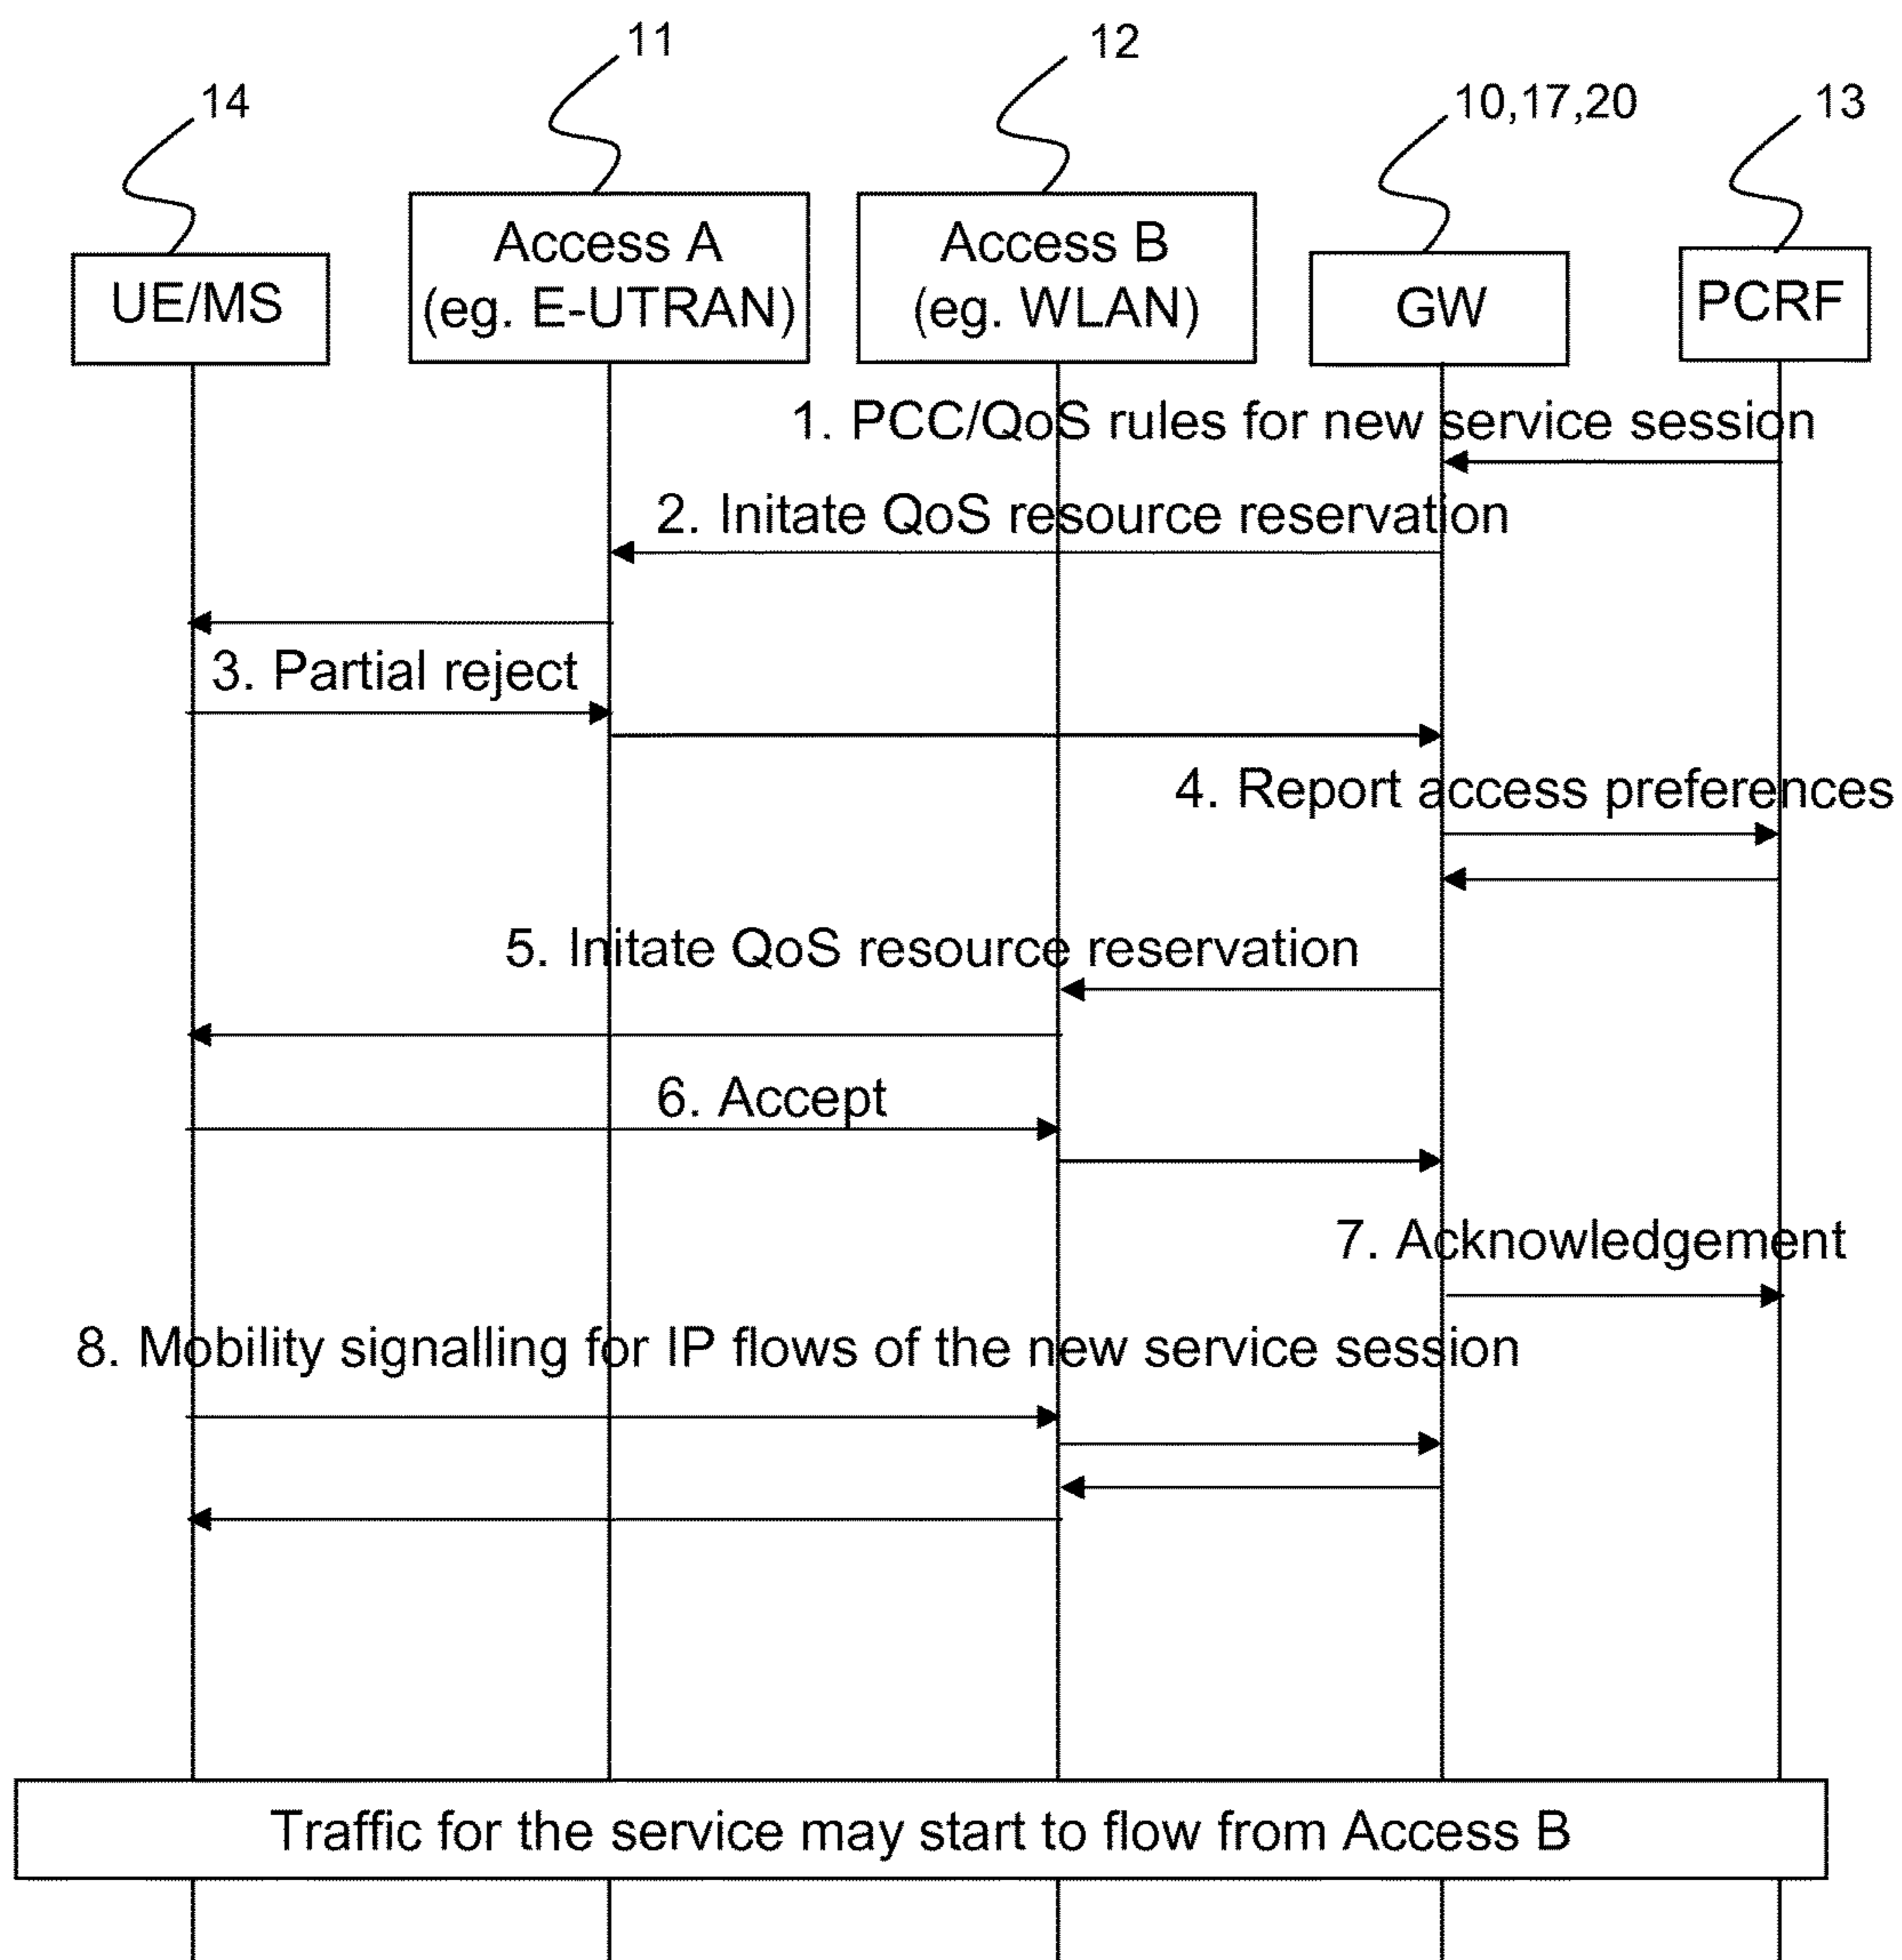 11
12
14
10,17,20
13
UE/MS
Access A
(eg. E-UTRAN)
Access B
(eg. WLAN)
GW
PCRF
1. PCC/QoS rules for new service session
2. Initate QoS resource reservation
3. Partial reject
4. Report access preferences
5. Initate QoS resource reservation
6. Accept
7. Acknowledgement
8. Mobility signalling for IP flows of the new service session
Traffic for the service may start to flow from Access B